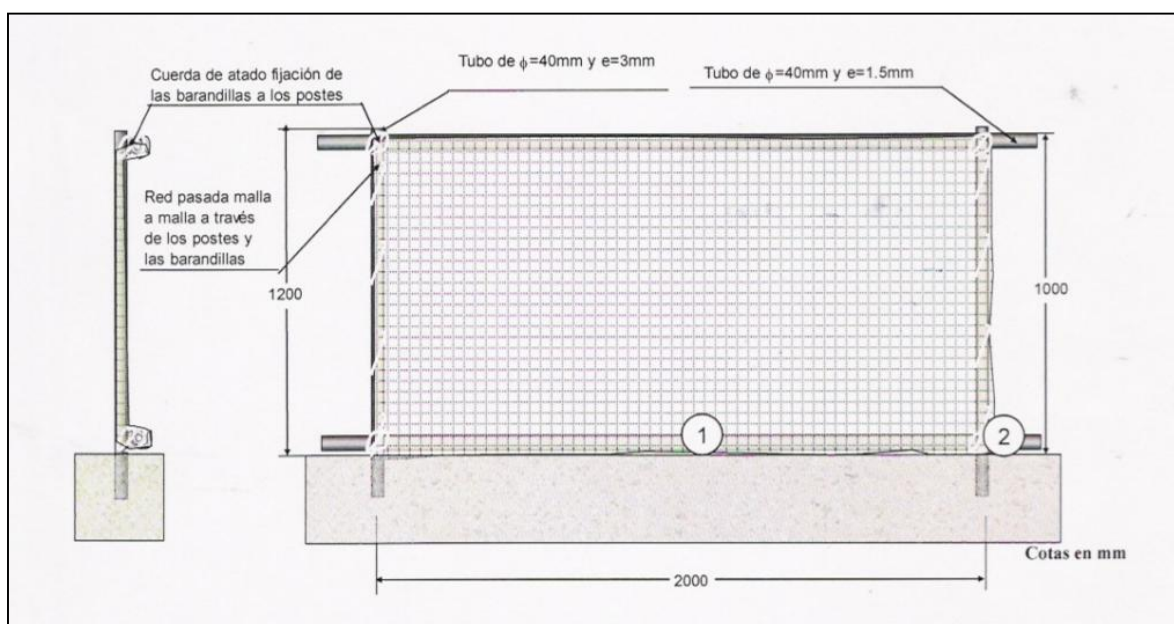 Tubo de ϕ=40mm y e=3mm
Cuerda de atado fijación de
las barandillas a los postes
Tubo de ϕ=40mm y e=1.5mm
Red pasada malla
a malla a través
de los postes y
las barandillas
1200
1000
1
2
Cotas en mm
2000